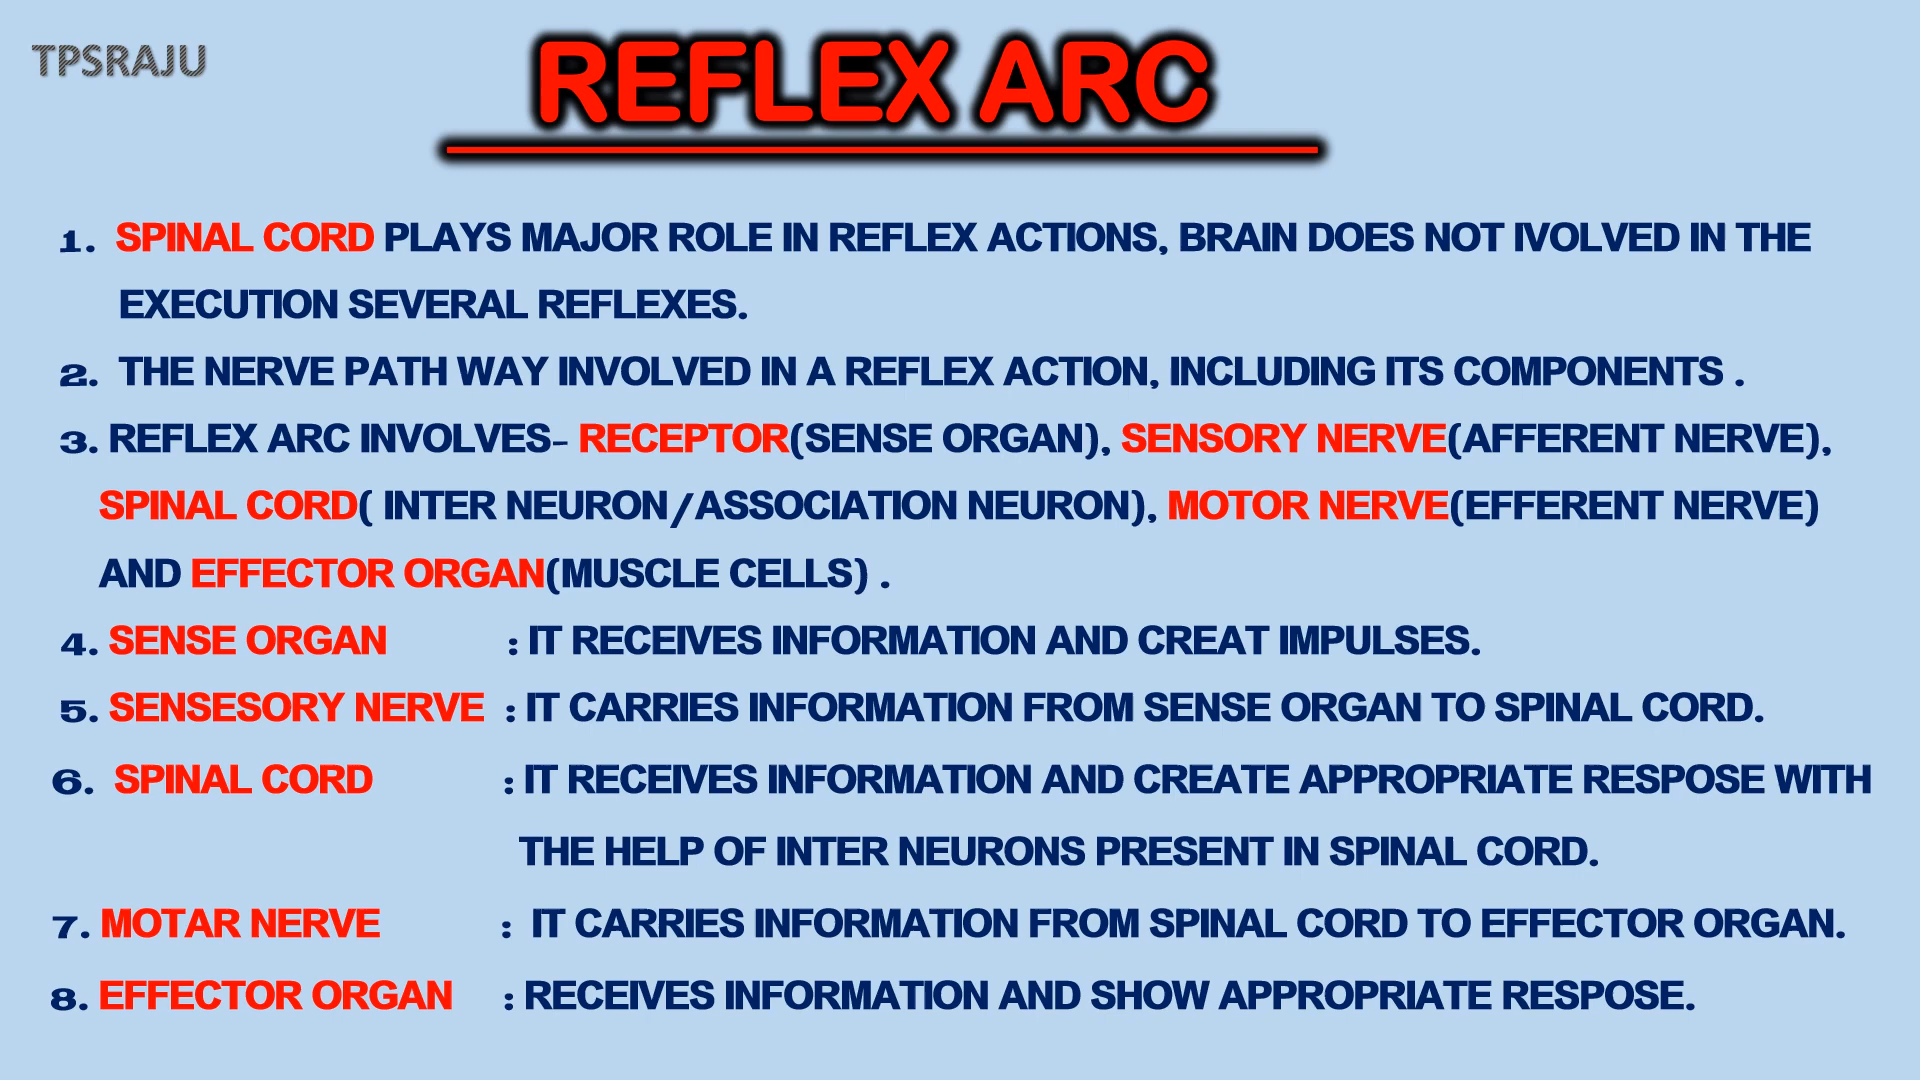 TPSRAJU
REFLEX ARC
1. SPINAL CORD PLAYS MAJOR ROLE IN REFLEX ACTIONS, BRAIN DOES NOT IVOLVED IN THE
EXECUTION SEVERAL REFLEXES.
2. THE NERVE PATH WAY INVOLVED IN A REFLEX ACTION, INCLUDING ITS COMPONENTS .
3. REFLEX ARC INVOLVES- RECEPTOR(SENSE ORGAN), SENSORY NERVE(AFFERENT NERVE),
SPINAL CORD( INTER NEURON/ASSOCIATION NEURON), MOTOR NERVE(EFFERENT NERVE)
AND EFFECTOR ORGAN(MUSCLE CELLS) .
4. SENSE ORGAN : IT RECEIVES INFORMATION AND CREAT IMPULSES.
5. SENSESORY NERVE : IT CARRIES INFORMATION FROM SENSE ORGAN TO SPINAL CORD.
6. SPINAL CORD : IT RECEIVES INFORMATION AND CREATE APPROPRIATE RESPOSE WITH
THE HELP OF INTER NEURONS PRESENT IN SPINAL CORD.
7. MOTAR NERVE : IT CARRIES INFORMATION FROM SPINAL CORD TO EFFECTOR ORGAN.
8. EFFECTOR ORGAN : RECEIVES INFORMATION AND SHOW APPROPRIATE RESPOSE.